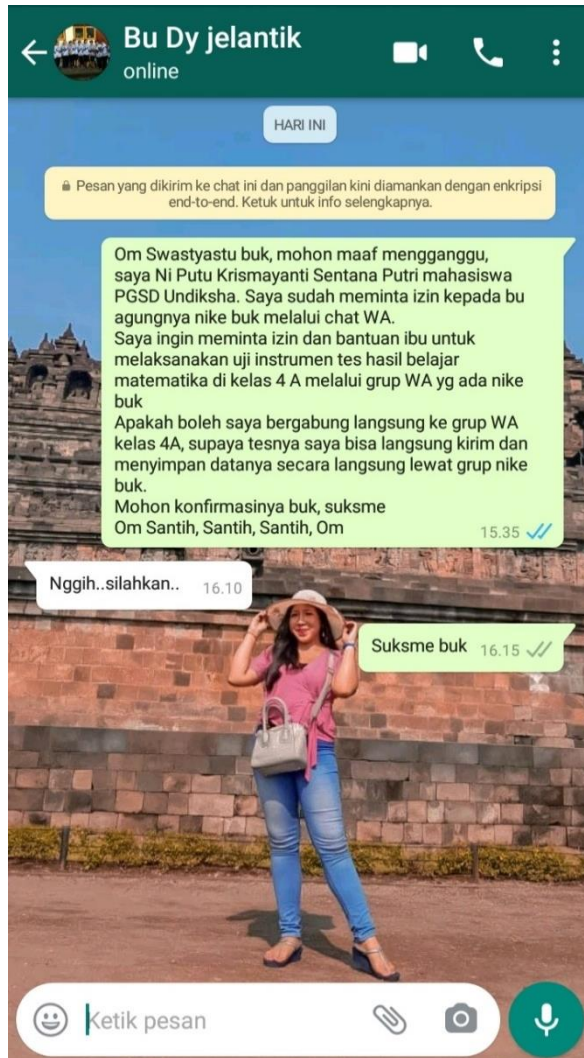 Bu Dy jelantik
online
HARI INI
Pesan yang dikirim ke chat ini dan panggilan kini diamankan dengan enkripsi
end-to-end. Ketuk untuk info selengkapnya.
Om Swastyastu buk, mohon maaf mengganggu,
saya Ni Putu Krismayanti Sentana Putri mahasiswa
PGSD Undiksha. Saya sudah meminta izin kepada bu
agungnya nike buk melalui chat WA.
Saya ingin meminta izin dan bantuan ibu untuk
melaksanakan uji instrumen tes hasil belajar
matematika di kelas 4 A melalui grup WA yg ada nike
buk
Apakah boleh saya bergabung langsung ke grup WA
kelas 4A, supaya tesnya saya bisa langsung kirim dan
menyimpan datanya secara langsung lewat grup nike
buk.
Mohon konfirmasinya buk, suksme
Om Santih, Santih, Santih, Om
15.35
Nggih..silahkan.. 16.10
Suksme buk 16.15
Ketik pesan